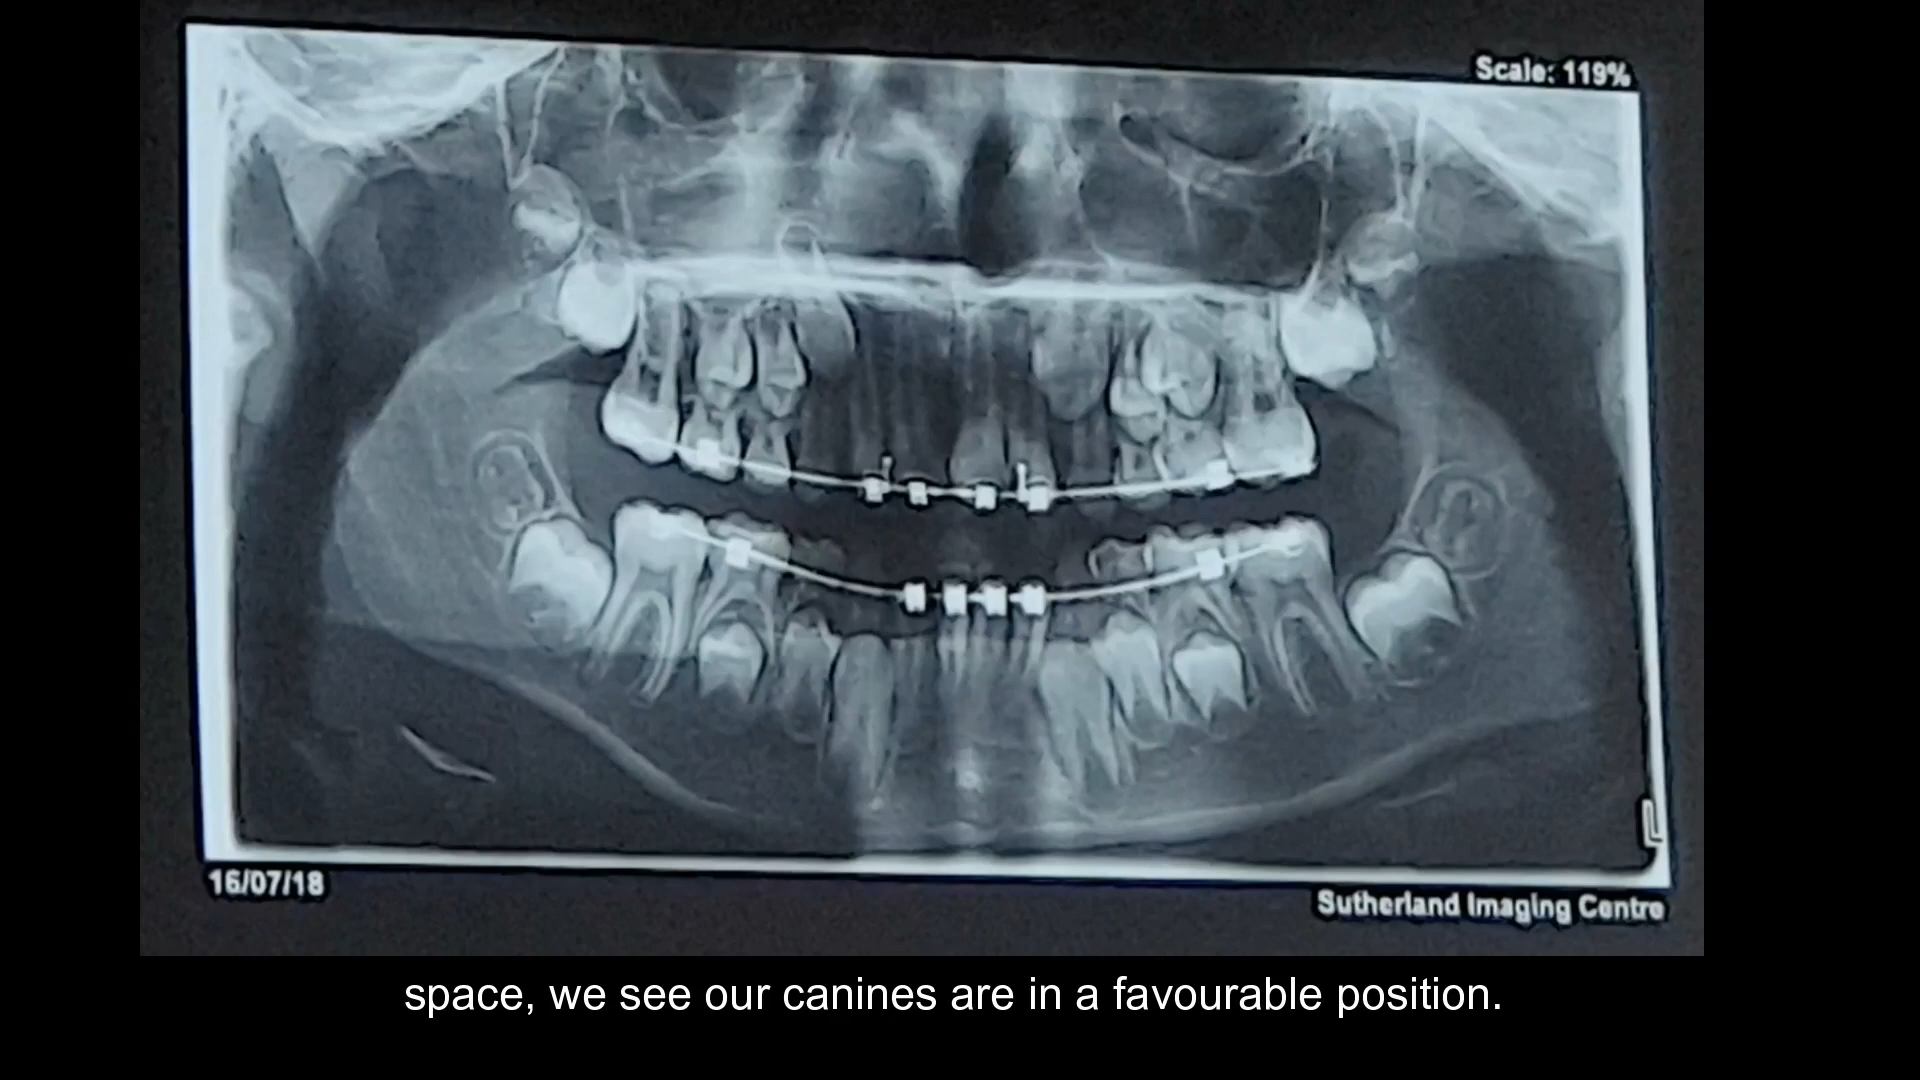 Scale: 119%
L
16/07/18
Sutherland Imaging Centre
space, we see our canines are in a favourable position.